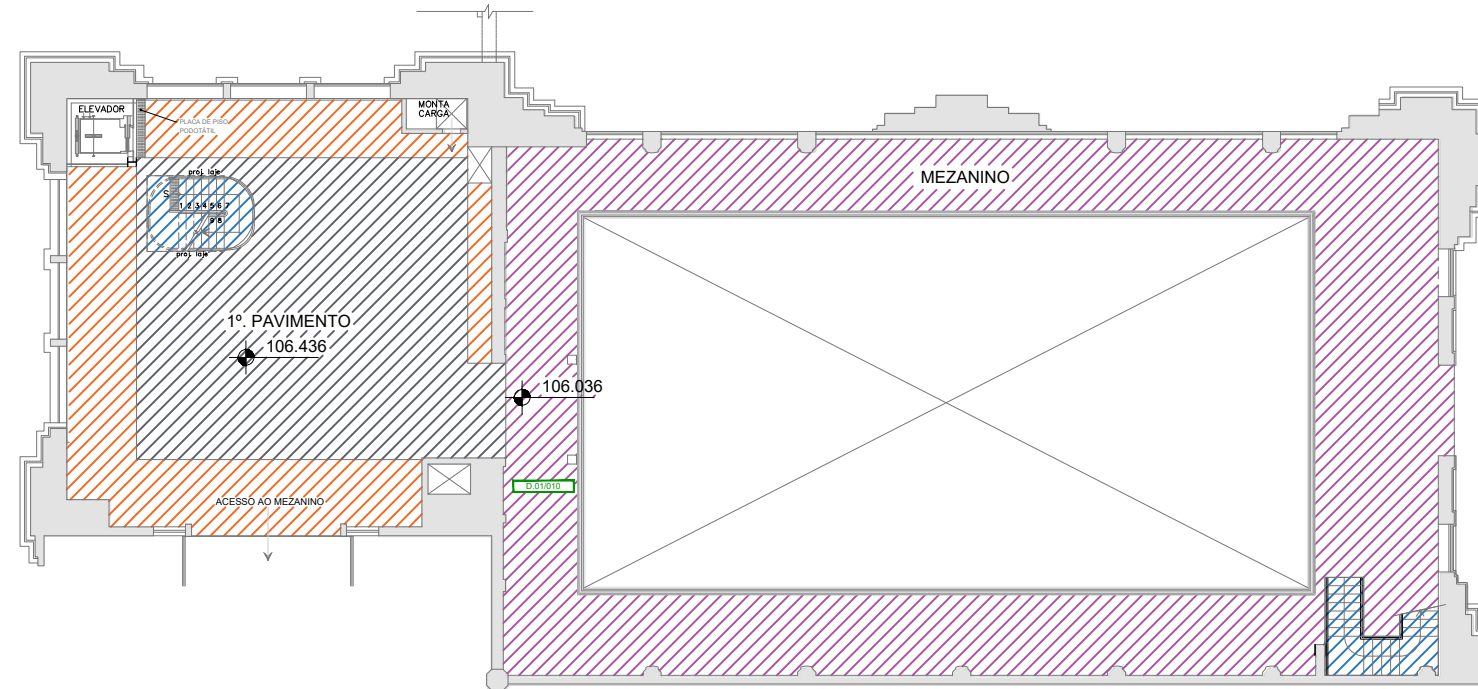 ELEVADOR
MONTA
CARGA
PLACA DE PISO
PODOTÁTIL
proj. laje
S
1 2 3 4 5 6 7
9 8
proj. laje
MEZANINO
1º. PAVIMENTO
106.436
106.036
D.01/010
ACESSO AO MEZANINO